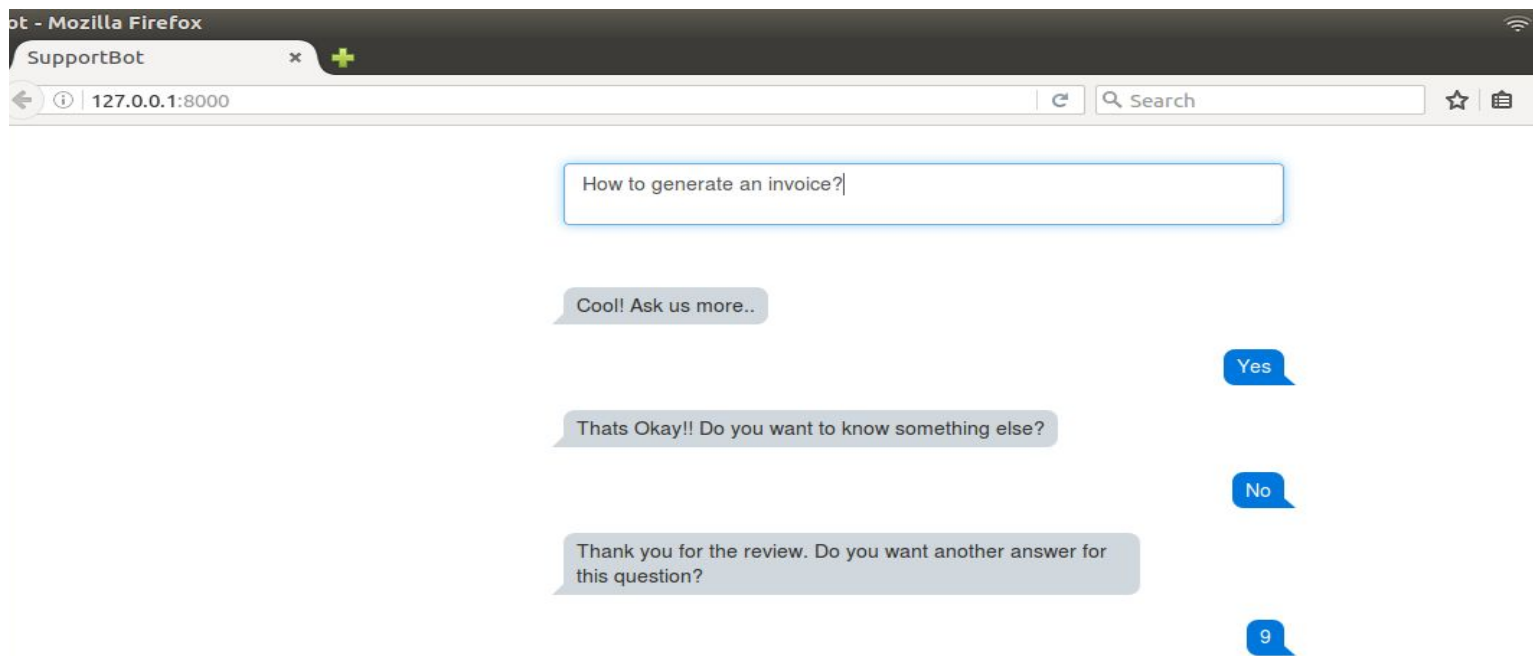 ot - Mozilla Firefox
SupportBot
127.0.0.1:8000
Search
How to generate an invoice?
Cool! Ask us more..
Yes
Thats Okay!! Do you want to know something else?
No
Thank you for the review. Do you want another answer for
this question?
9